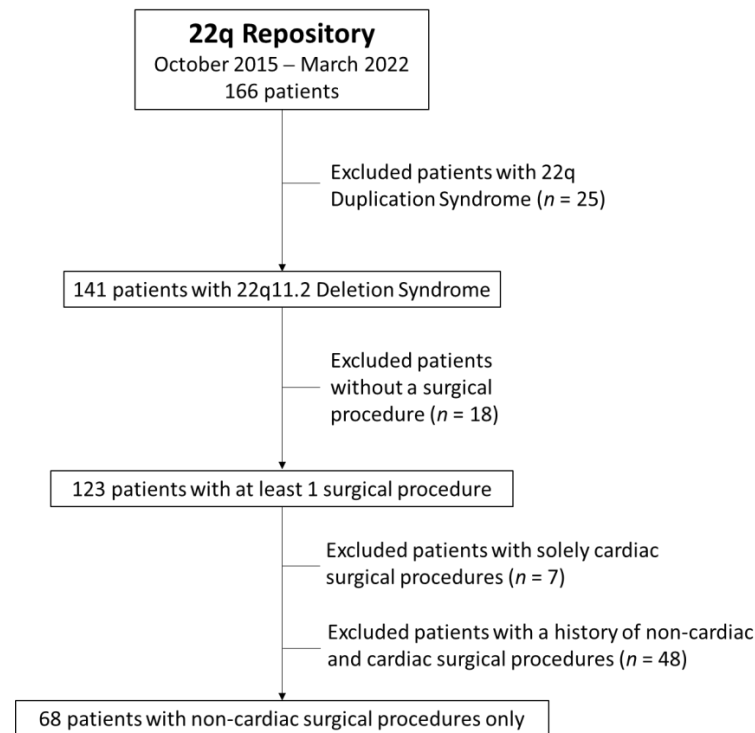 22q Repository
October 2015 – March 2022
166 patients
Excluded patients with 22q
Duplication Syndrome (n = 25)
141 patients with 22q11.2 Deletion Syndrome
Excluded patients
without a surgical
procedure (n = 18)
123 patients with at least 1 surgical procedure
Excluded patients with solely cardiac
surgical procedures (n = 7)
Excluded patients with a history of non-cardiac
and cardiac surgical procedures (n = 48)
68 patients with non-cardiac surgical procedures only